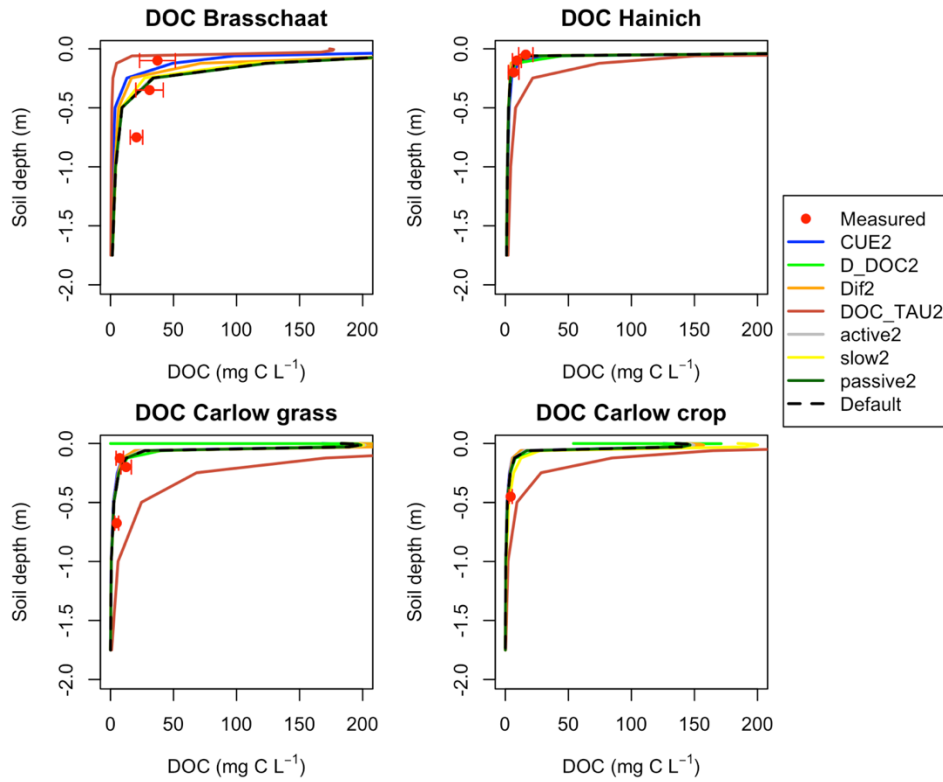 DOC Brasschaat
Soil depth (m)
0.0
-0.5
-1.0
-1.5
-2.0
0 50 100 150 200
DOC (mg C L⁻¹)
DOC Hainich
Soil depth (m)
0.0
-0.5
-1.0
-1.5
-2.0
0 50 100 150 200
DOC (mg C L⁻¹)
Measured
CUE2
D_DOC2
Dif2
DOC_TAU2
active2
slow2
passive2
Default
DOC Carlow grass
Soil depth (m)
0.0
-0.5
-1.0
-1.5
-2.0
0 50 100 150 200
DOC (mg C L⁻¹)
DOC Carlow crop
Soil depth (m)
0.0
-0.5
-1.0
-1.5
-2.0
0 50 100 150 200
DOC (mg C L⁻¹)